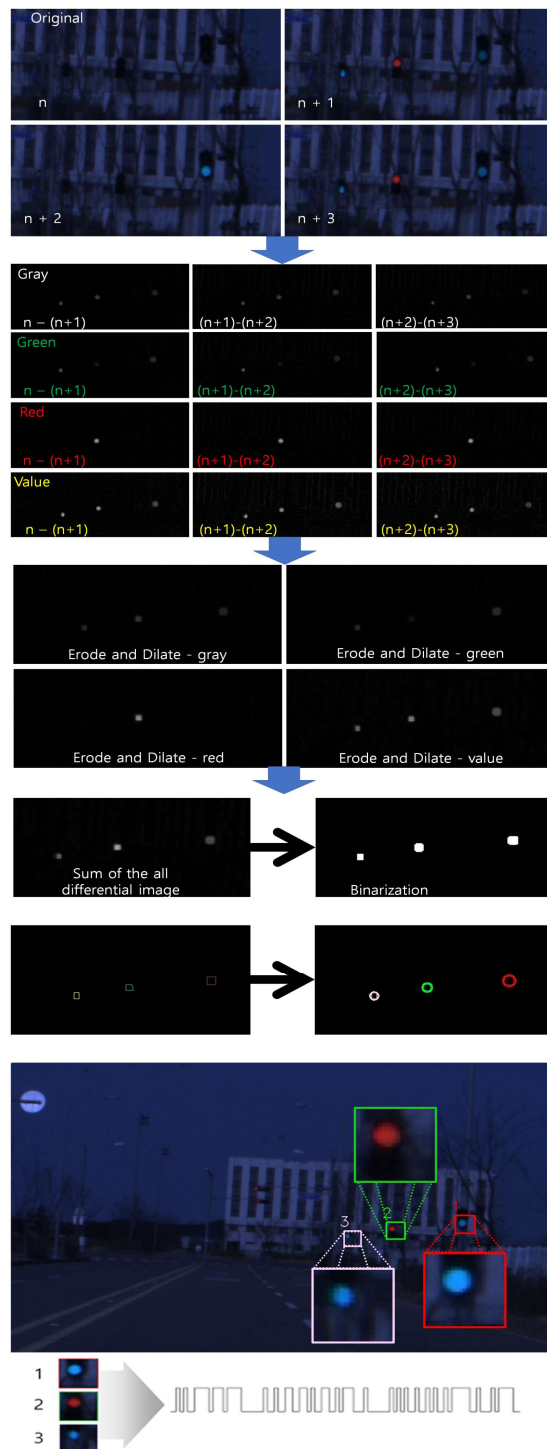 Original
n
n + 1
n + 2
n + 3
Gray
n – (n+1)
(n+1)-(n+2)
(n+2)-(n+3)
Green
n – (n+1)
(n+1)-(n+2)
(n+2)-(n+3)
Red
n – (n+1)
(n+1)-(n+2)
(n+2)-(n+3)
Value
n – (n+1)
(n+1)-(n+2)
(n+2)-(n+3)
Erode and Dilate - gray
Erode and Dilate - green
Erode and Dilate - red
Erode and Dilate - value
Sum of the all
differential image
Binarization
1
2
3
1
2
3